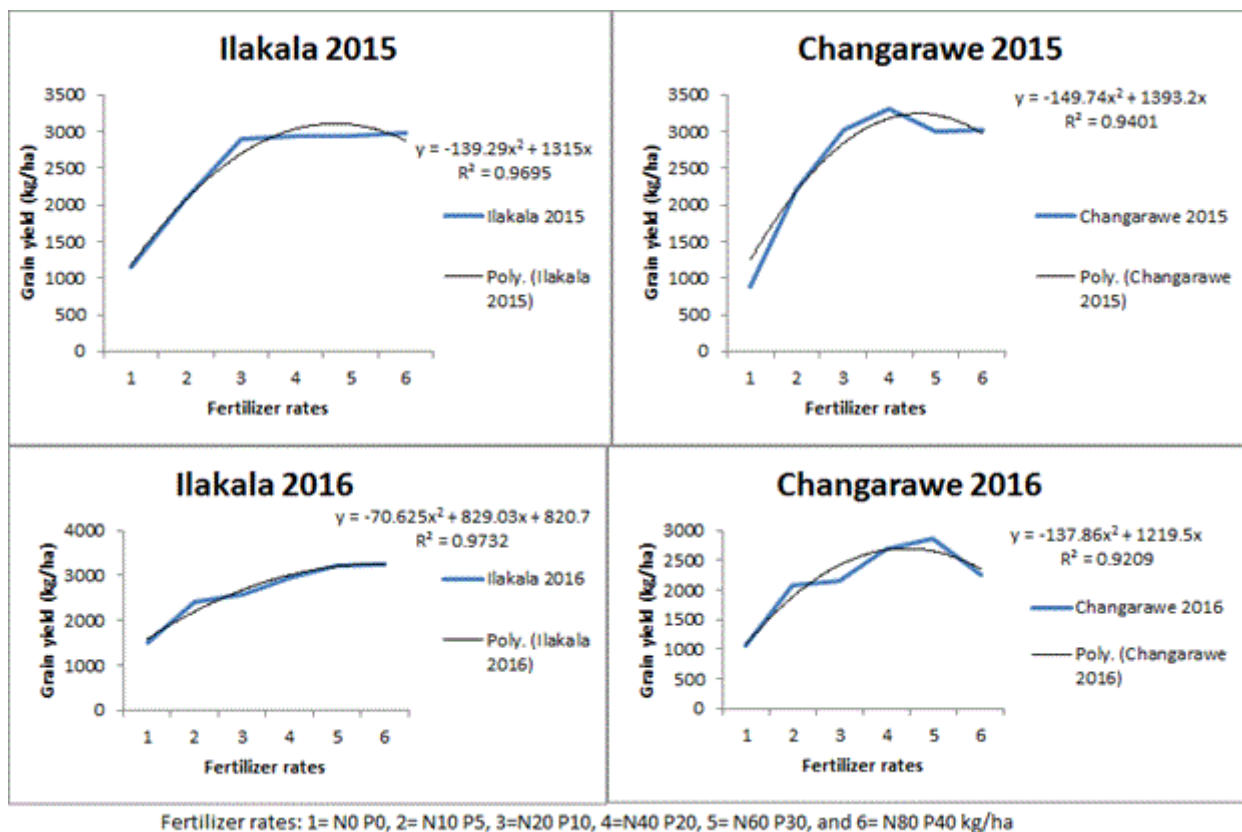 Ilakala 2015
Grain yield (kg/ha)
3500
3000
2500
2000
1500
1000
500
0
1 2 3 4 5 6
Fertilizer rates
y = -139.29x² + 1315x
R² = 0.9695
Ilakala 2015
Poly. (Ilakala
2015)
Changarawe 2015
Grain yield (kg/ha)
3500
3000
2500
2000
1500
1000
500
0
1 2 3 4 5 6
Fertilizer rates
y = -149.74x² + 1393.2x
R² = 0.9401
Changarawe 2015
Poly. (Changarawe
2015)
Ilakala 2016
Grain yield (kg/ha)
4000
3000
2000
1000
0
1 2 3 4 5 6
Fertilizer rates
y = -70.625x² + 829.03x + 820.7
R² = 0.9732
Ilakala 2016
Poly. (Ilakala
2016)
Changarawe 2016
Grain yield (kg/ha)
3000
2500
2000
1500
1000
500
0
1 2 3 4 5 6
Fertilizer rates
y = -137.86x² + 1219.5x
R² = 0.9209
Changarawe 2016
Poly. (Changarawe
2016)
Fertilizer rates: 1= N0 P0, 2= N10 P5, 3=N20 P10, 4=N40 P20, 5= N60 P30, and 6= N80 P40 kg/ha